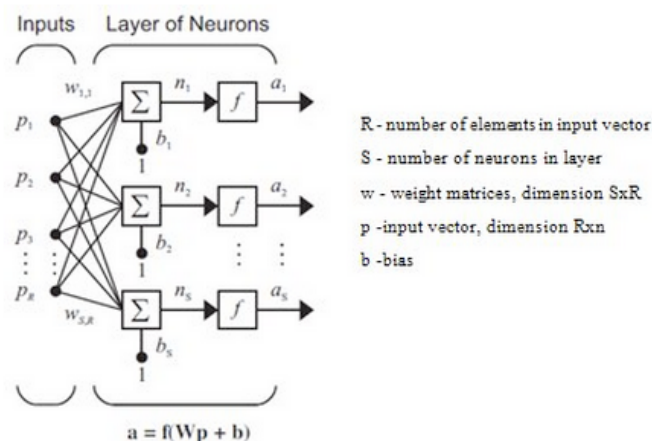 Inputs Layer of Neurons
w1,1 n1 a1
Σ f
p1
b1
1
p2
n2 a2
Σ f
p3
b2
1
pR
nS aS
wS,R
Σ f
bS
1
a = f(Wp + b)
R - number of elements in input vector
S - number of neurons in layer
w - weight matrices, dimension SxR
p -input vector, dimension Rxn
b -bias